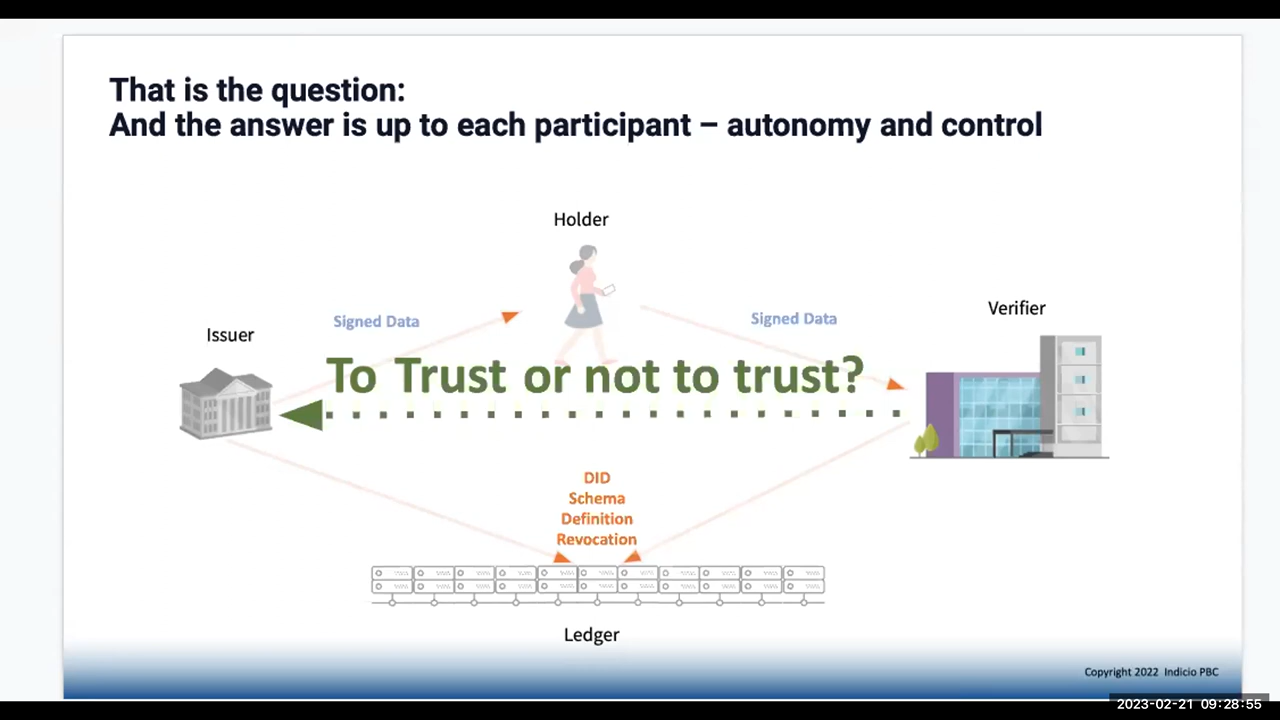 That is the question:
And the answer is up to each participant – autonomy and control
Holder
Signed Data
Signed Data
Verifier
Issuer
To Trust or not to trust?
DID
Schema
Definition
Revocation
Ledger
Copyright 2022 Indicio PBC
2023-02-21 09:28:55